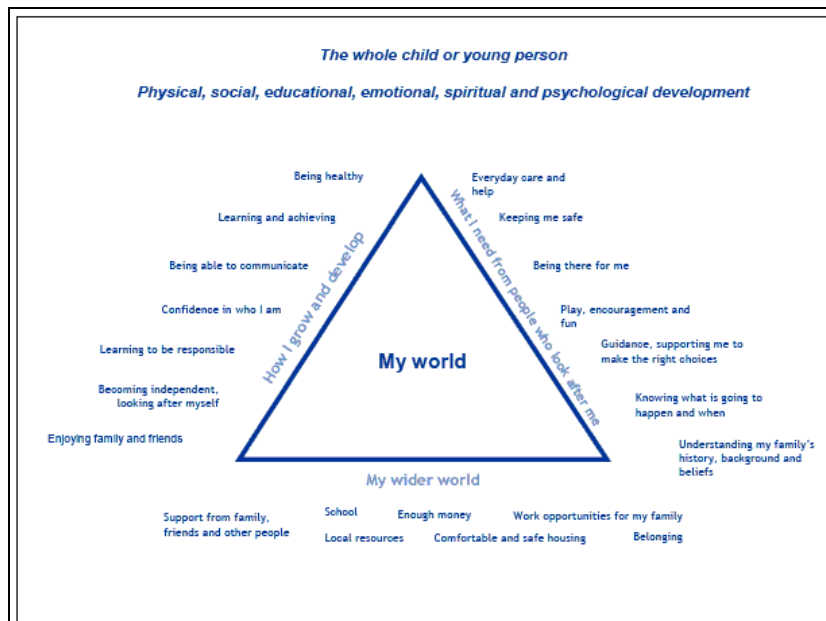 The whole child or young person
Physical, social, educational, emotional, spiritual and psychological development
Being healthy
Learning and achieving
Being able to communicate
Confidence in who I am
Learning to be responsible
Becoming independent,
looking after myself
Enjoying family and friends
How I grow and develop
My world
What I need from people who look after me
Everyday care and
help
Keeping me safe
Being there for me
Play, encouragement and
fun
Guidance, supporting me to
make the right choices
Knowing what is going to
happen and when
Understanding my family's
history, background and
beliefs
My wider world
Support from family,
friends and other people
School
Enough money
Work opportunities for my family
Local resources
Comfortable and safe housing
Belonging